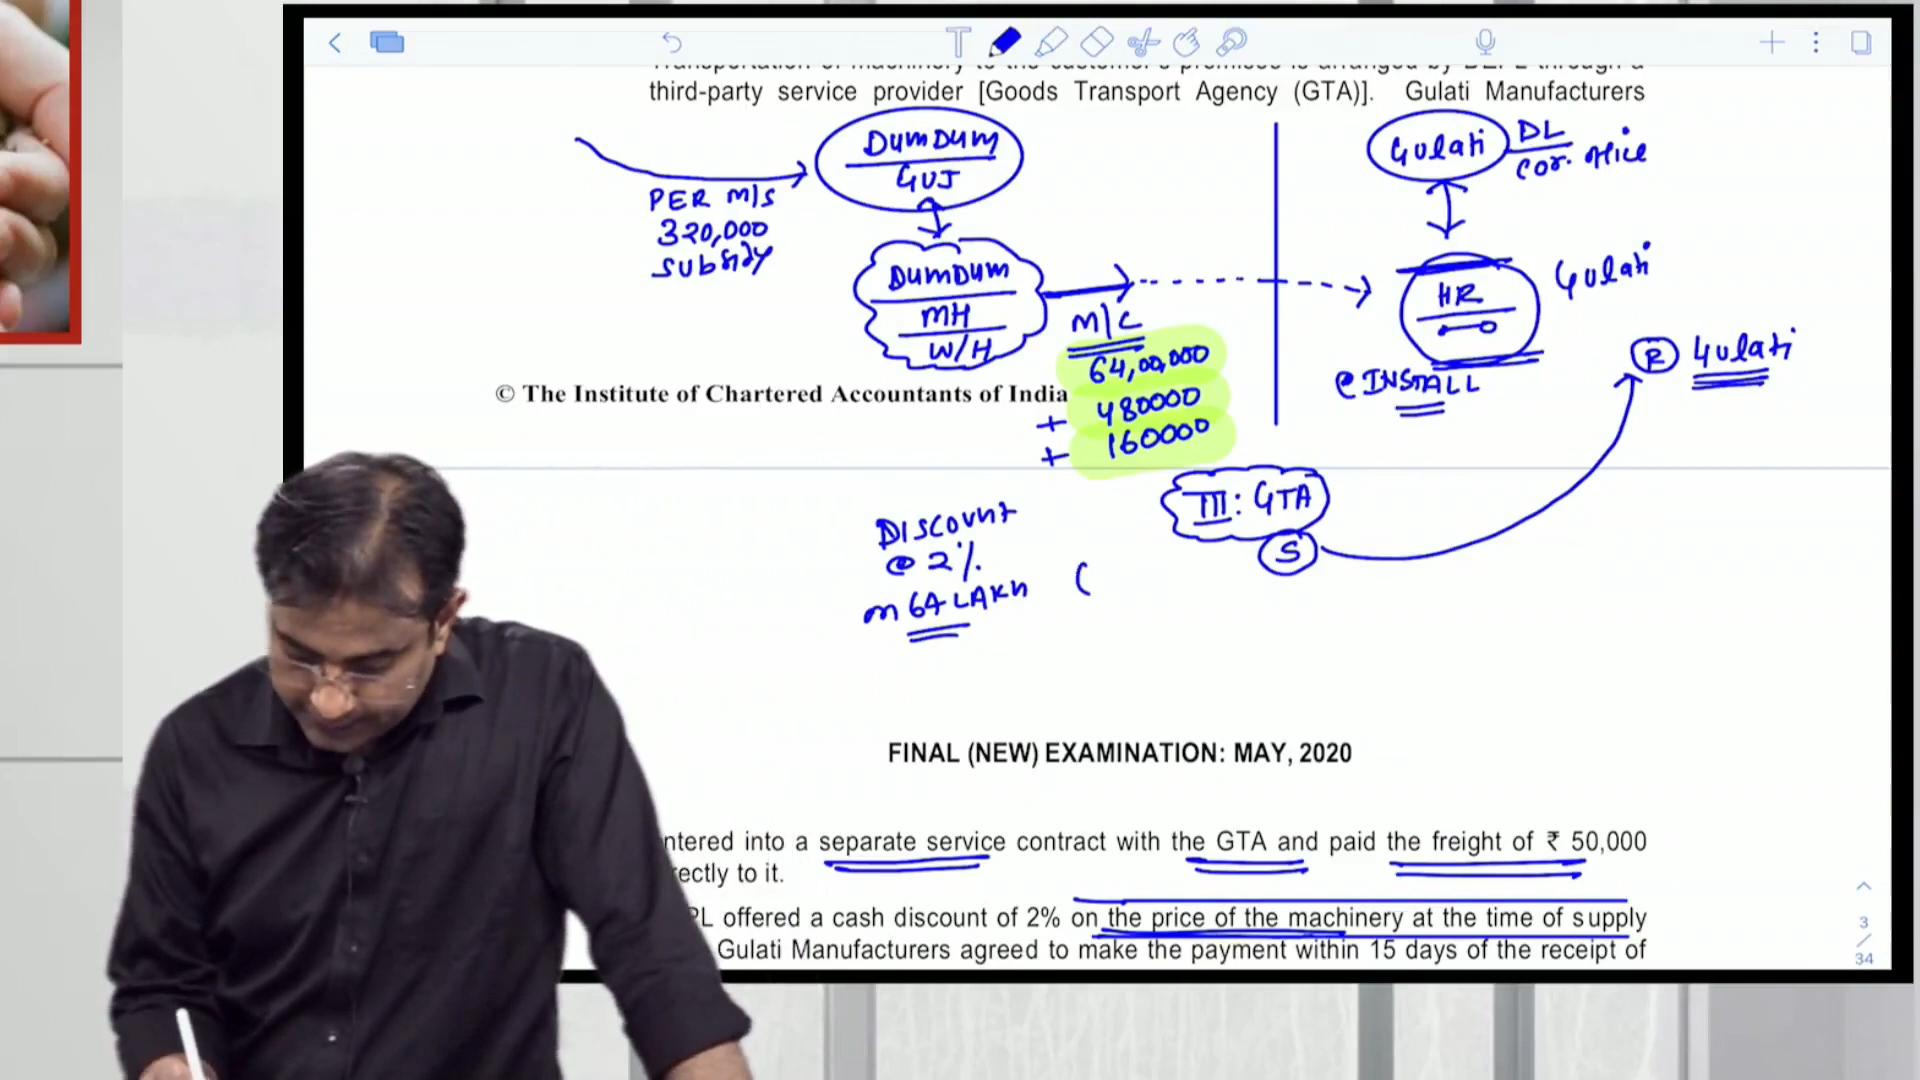 third-party service provider [Goods Transport Agency (GTA)]. Gulati Manufacturers
DUMDUM
GUJ
PER M/S
320,000
subsidy
DUMDUM
MH
W/H
M/C
64,00,000
+ 480000
+ 160000
Gulati
DL
cor. office
HR
Gulati
@ INSTALL
R Gulati
© The Institute of Chartered Accountants of India
III: GTA
S
DISCOUNT
@ 2%
on 64 LAKH (
FINAL (NEW) EXAMINATION: MAY, 2020
ntered into a separate service contract with the GTA and paid the freight of ₹ 50,000
rectly to it.
PL offered a cash discount of 2% on the price of the machinery at the time of supply
Gulati Manufacturers agreed to make the payment within 15 days of the receipt of
3
/
34